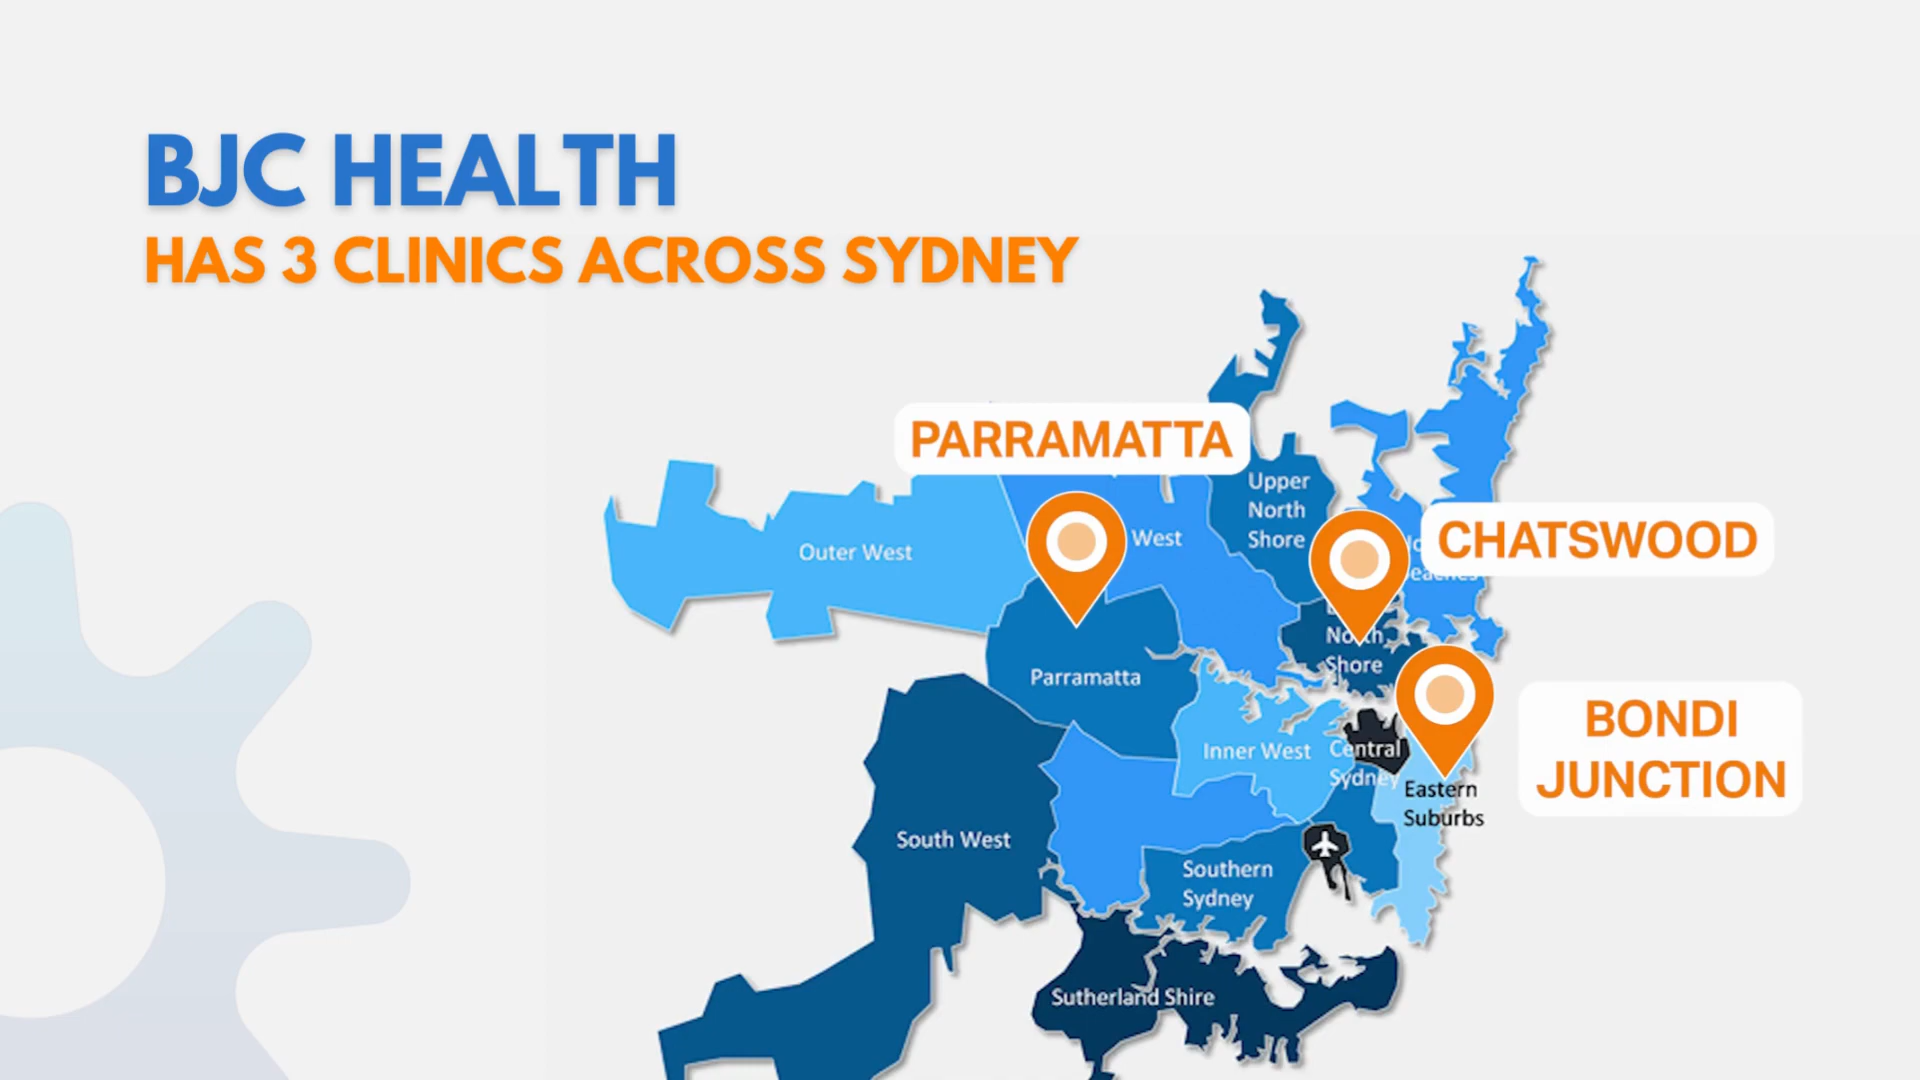 BJC HEALTH
HAS 3 CLINICS ACROSS SYDNEY
PARRAMATTA
Upper
North
Shore
West
Outer West
CHATSWOOD
North
Shore
Parramatta
BONDI
JUNCTION
Inner West
Central
Sydney
Eastern
Suburbs
South West
Southern
Sydney
Sutherland Shire